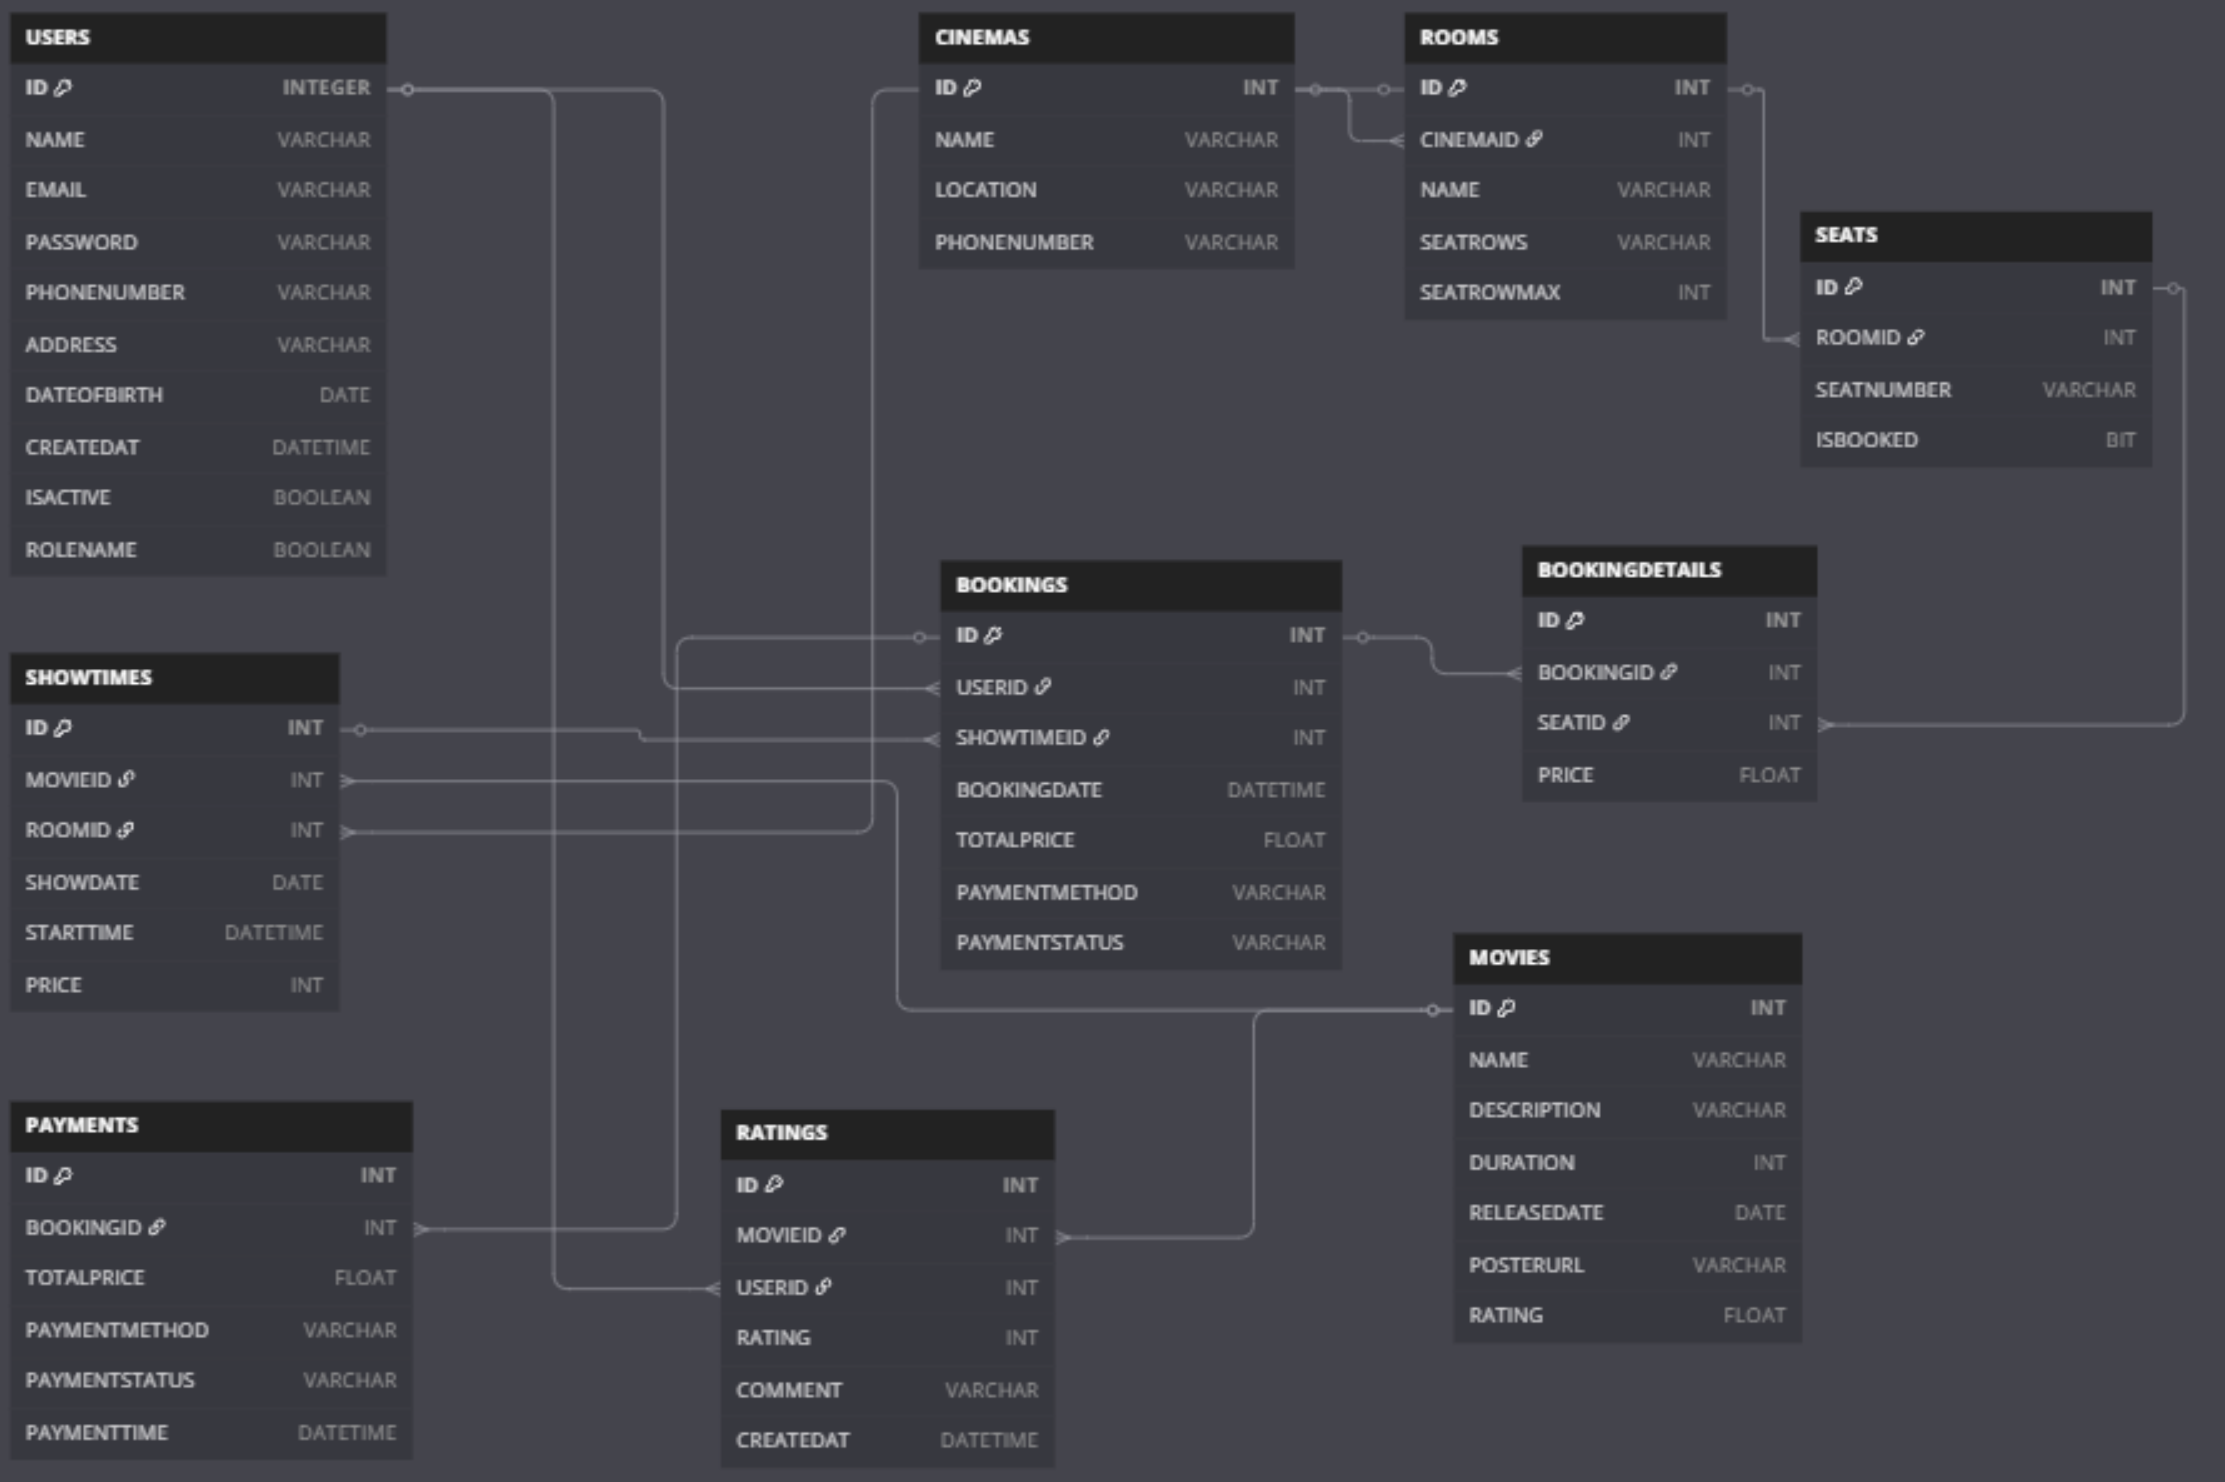 USERS
ID INTEGER
NAME VARCHAR
EMAIL VARCHAR
PASSWORD VARCHAR
PHONENUMBER VARCHAR
ADDRESS VARCHAR
DATEOFBIRTH DATE
CREATEDAT DATETIME
ISACTIVE BOOLEAN
ROLENAME BOOLEAN
CINEMAS
ID INT
NAME VARCHAR
LOCATION VARCHAR
PHONENUMBER VARCHAR
ROOMS
ID INT
CINEMAID INT
NAME VARCHAR
SEATROWS VARCHAR
SEATROWMAX INT
SEATS
ID INT
ROOMID INT
SEATNUMBER VARCHAR
ISBOOKED BIT
BOOKINGS
ID INT
USERID INT
SHOWTIMEID INT
BOOKINGDATE DATETIME
TOTALPRICE FLOAT
PAYMENTMETHOD VARCHAR
PAYMENTSTATUS VARCHAR
BOOKINGDETAILS
ID INT
BOOKINGID INT
SEATID INT
PRICE FLOAT
SHOWTIMES
ID INT
MOVIEID INT
ROOMID INT
SHOWDATE DATE
STARTTIME DATETIME
PRICE INT
MOVIES
ID INT
NAME VARCHAR
DESCRIPTION VARCHAR
DURATION INT
RELEASEDATE DATE
POSTERURL VARCHAR
RATING FLOAT
PAYMENTS
ID INT
BOOKINGID INT
TOTALPRICE FLOAT
PAYMENTMETHOD VARCHAR
PAYMENTSTATUS VARCHAR
PAYMENTTIME DATETIME
RATINGS
ID INT
MOVIEID INT
USERID INT
RATING INT
COMMENT VARCHAR
CREATEDAT DATETIME